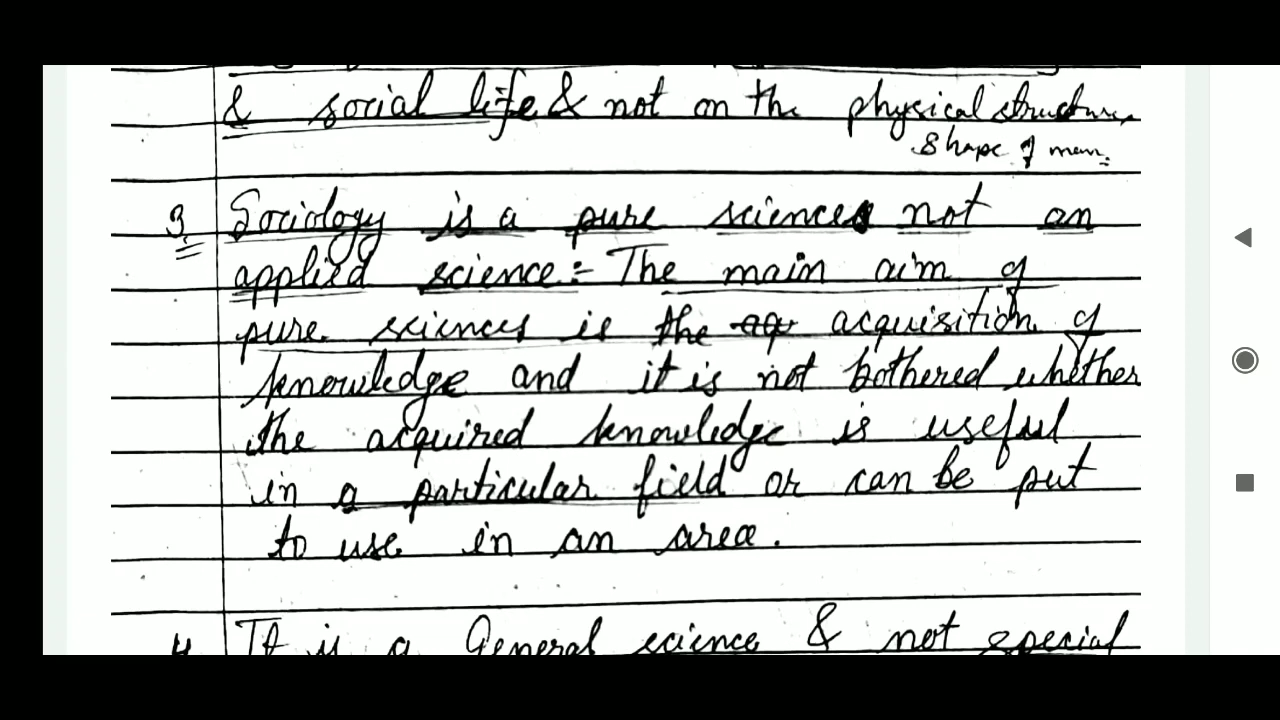 & social life & not on the physical structure,
shape of man.
3. Sociology is a pure science not an
applied science:- The main aim of
pure sciences is the acquisition of
knowledge and it is not bothered whether
the acquired knowledge is useful
in a particular field or can be put
to use in an area.
4 It is a General science & not special